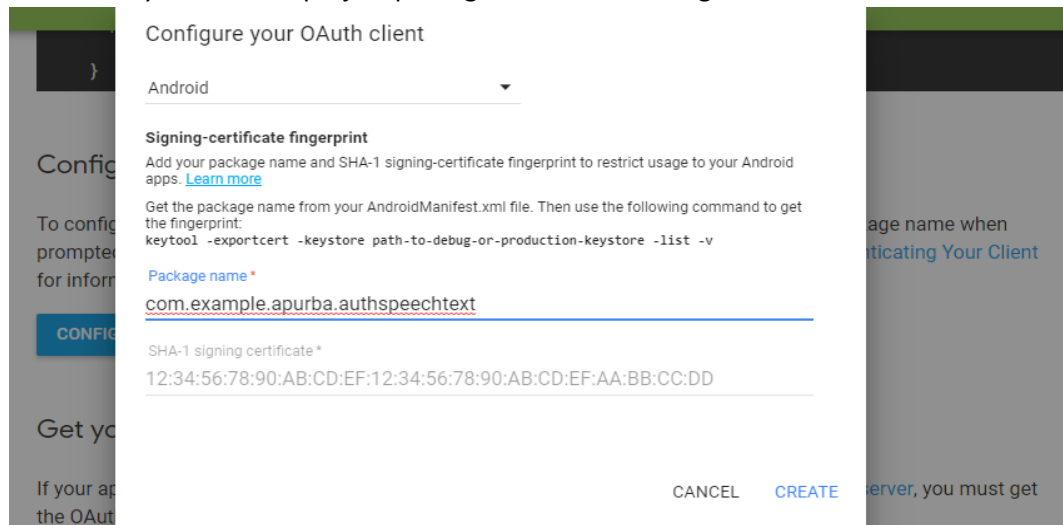 Configure your OAuth client
}
Android
Signing-certificate fingerprint
Add your package name and SHA-1 signing-certificate fingerprint to restrict usage to your Android
apps. Learn more
Get the package name from your AndroidManifest.xml file. Then use the following command to get
the fingerprint:
keytool -exportcert -keystore path-to-debug-or-production-keystore -list -v
Package name *
com.example.apurba.authspeechtext
SHA-1 signing certificate *
12:34:56:78:90:AB:CD:EF:12:34:56:78:90:AB:CD:EF:AA:BB:CC:DD
CANCEL CREATE
Config
To config
age name when
prompte
nticating Your Client
for inforr
CONFIG
Get yo
If your ap
erver, you must get
the OAut